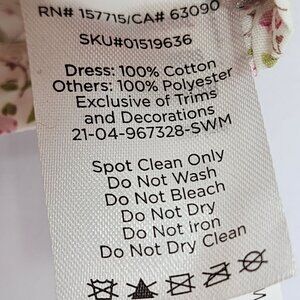 RN# 157715/CA# 63090
SKU#01519636
Dress: 100% Cotton
Others: 100% Polyester
Exclusive of Trims
and Decorations
21-04-967328-SWM
Spot Clean Only
Do Not Wash
Do Not Bleach
Do Not Dry
Do Not iron
Do Not Dry Clean